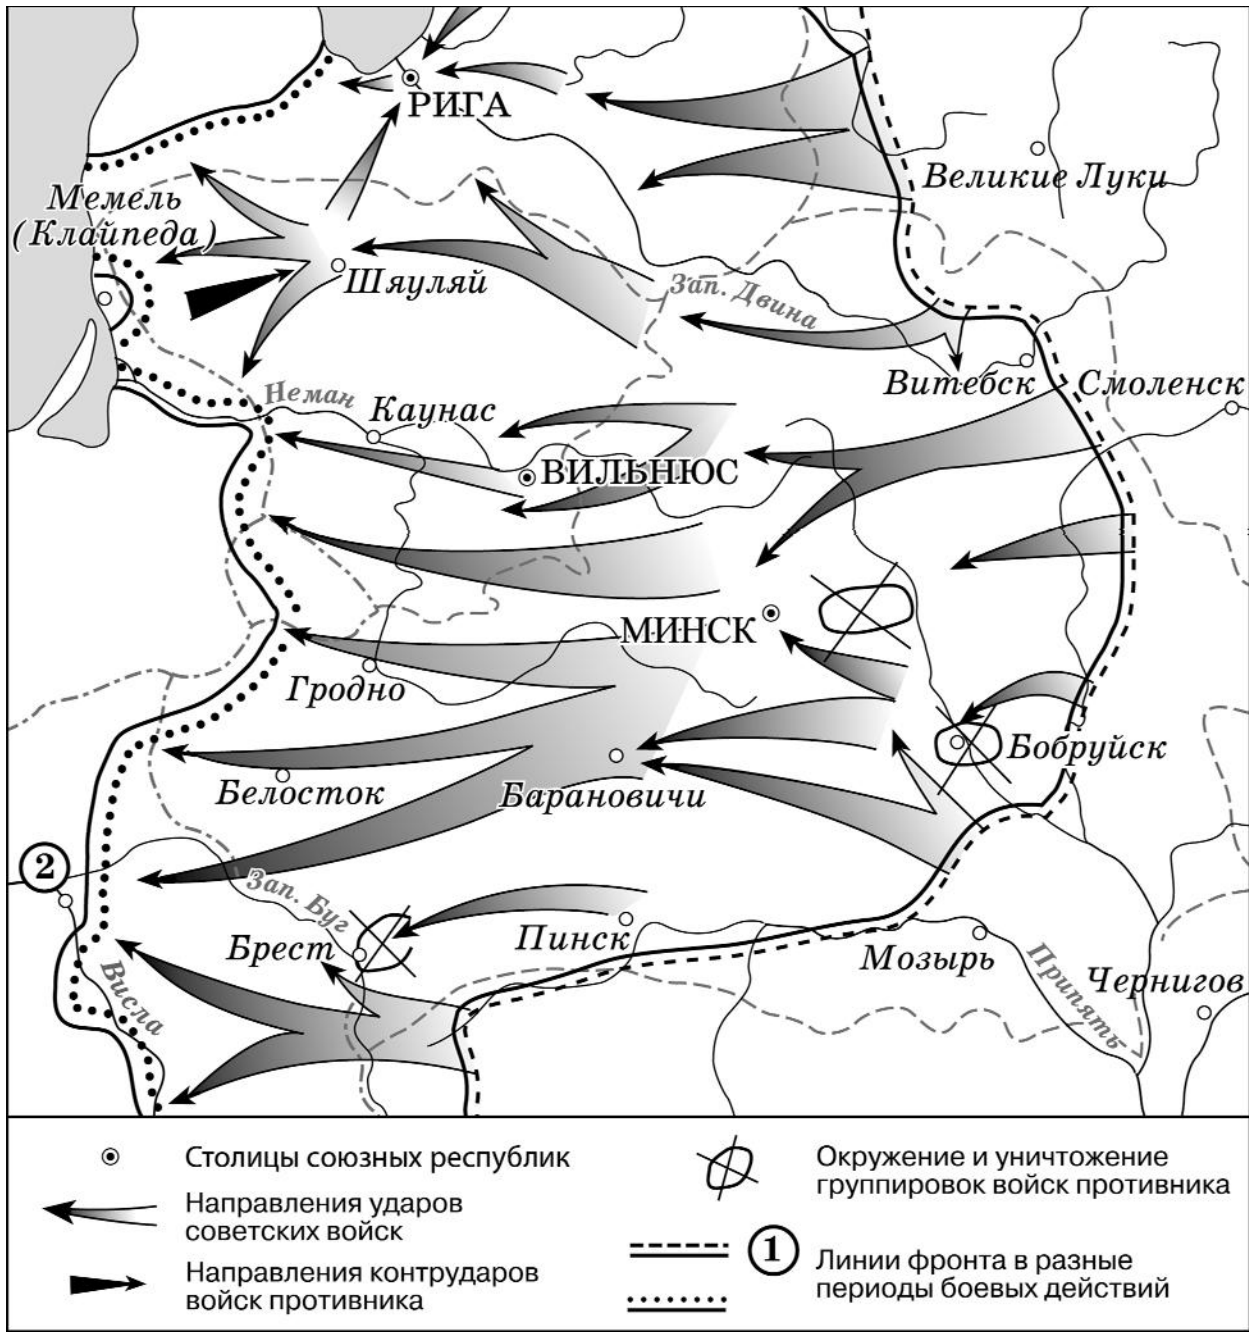 РИГА
Великие Луки
Мемель
(Клайпеда)
Шяуляй
Зап. Двина
Витебск
Смоленск
Неман
Каунас
ВИЛЬНЮС
МИНСК
Гродно
Бобруйск
Белосток
Барановичи
2
Зап. Буг
Брест
Пинск
Мозырь
Припять
Чернигов
Висла
Столицы союзных республик
Направления ударов
советских войск
Направления контрударов
войск противника
Окружение и уничтожение
группировок войск противника
1
Линии фронта в разные
периоды боевых действий